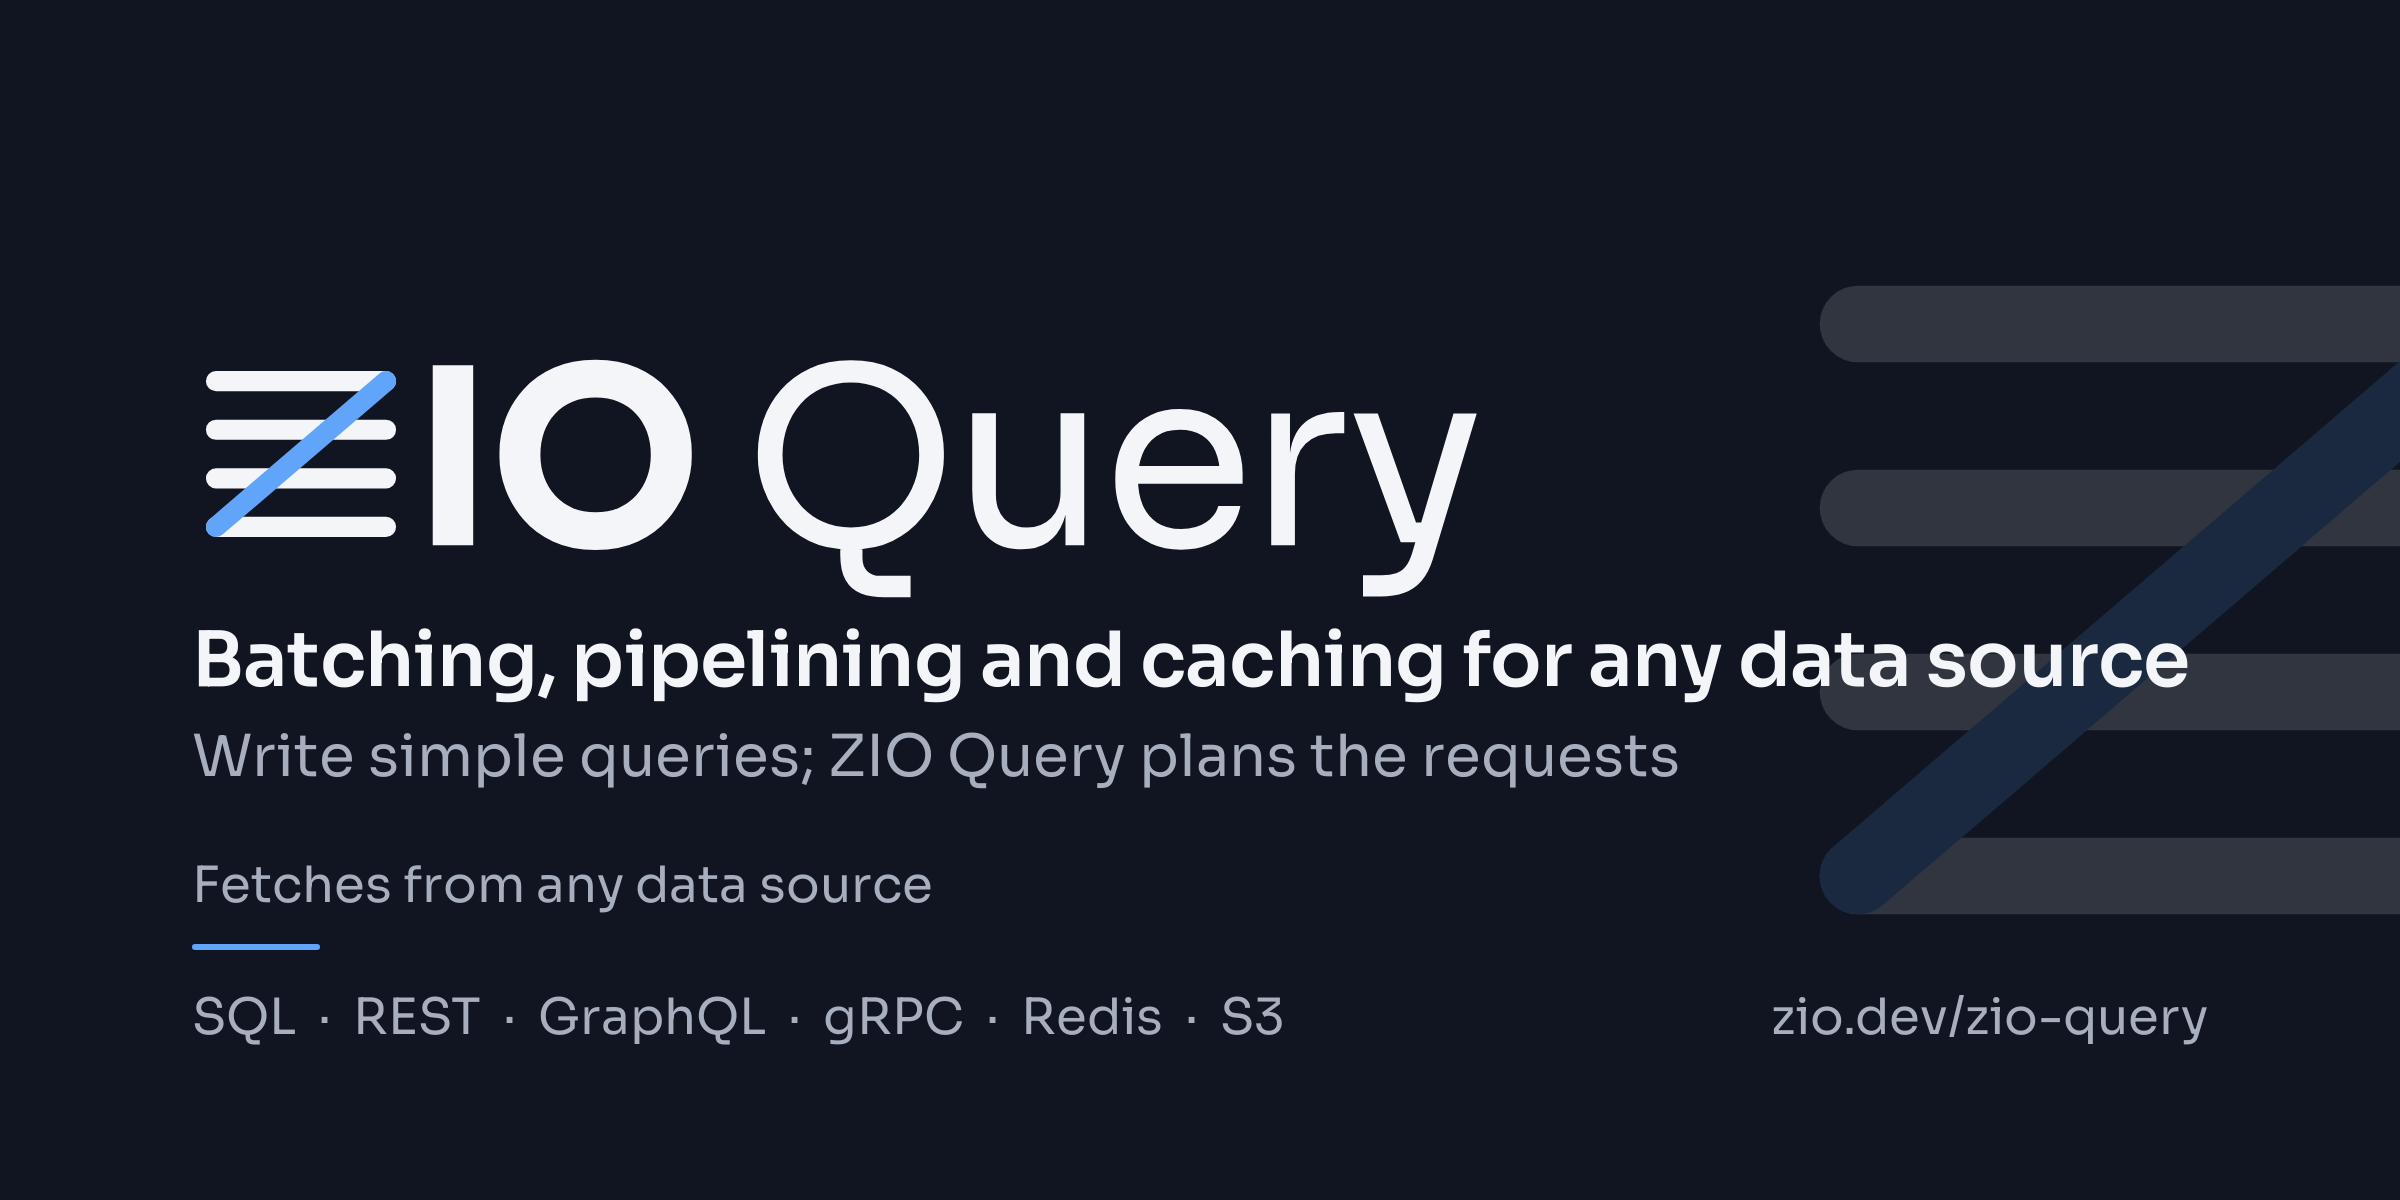 ZIO Query
Batching, pipelining and caching for any data source
Write simple queries; ZIO Query plans the requests
Fetches from any data source
SQL · REST · GraphQL · gRPC · Redis · S3
zio.dev/zio-query